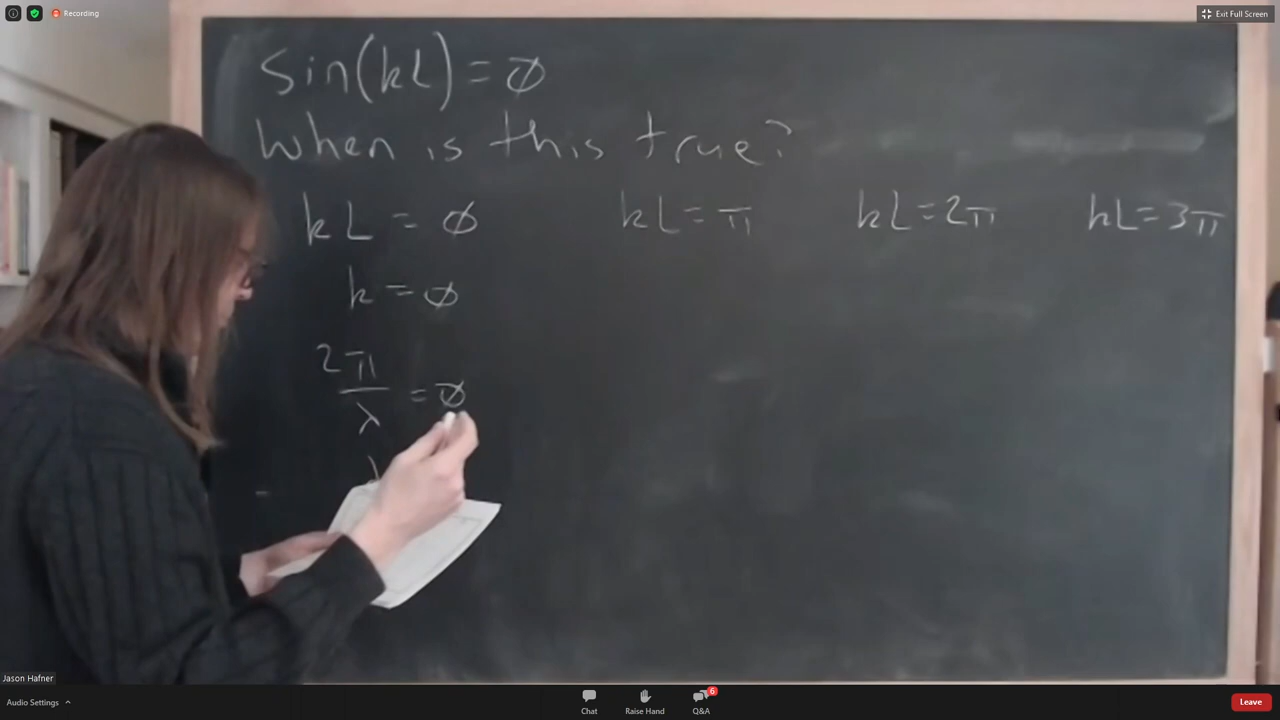 Recording
Exit Full Screen
sin(kL) = ∅
When is this true?
kL = ∅ kL = π kL = 2π kL = 3π
k = ∅
2π
λ = ∅
λ
Jason Hafner
Audio Settings
Chat
Raise Hand
6
Q&A
Leave